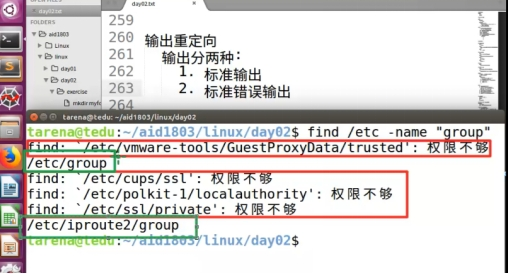 day02.txt
day02.txt
FOLDERS
aid1803
Linux
linux
day01
day02
exercise
mkdir myfi
259
260 输出重定向
261 输出分两种：
262 1. 标准输出
263 2. 标准错误输出
264
tarena@tedu: ~/aid1803/linux/day02
tarena@tedu:~/aid1803/linux/day02$ find /etc -name "group"
find: `/etc/vmware-tools/GuestProxyData/trusted': 权限不够
/etc/group
find: `/etc/cups/ssl': 权限不够
find: `/etc/polkit-1/localauthority': 权限不够
find: `/etc/ssl/private': 权限不够
/etc/iproute2/group
tarena@tedu:~/aid1803/linux/day02$